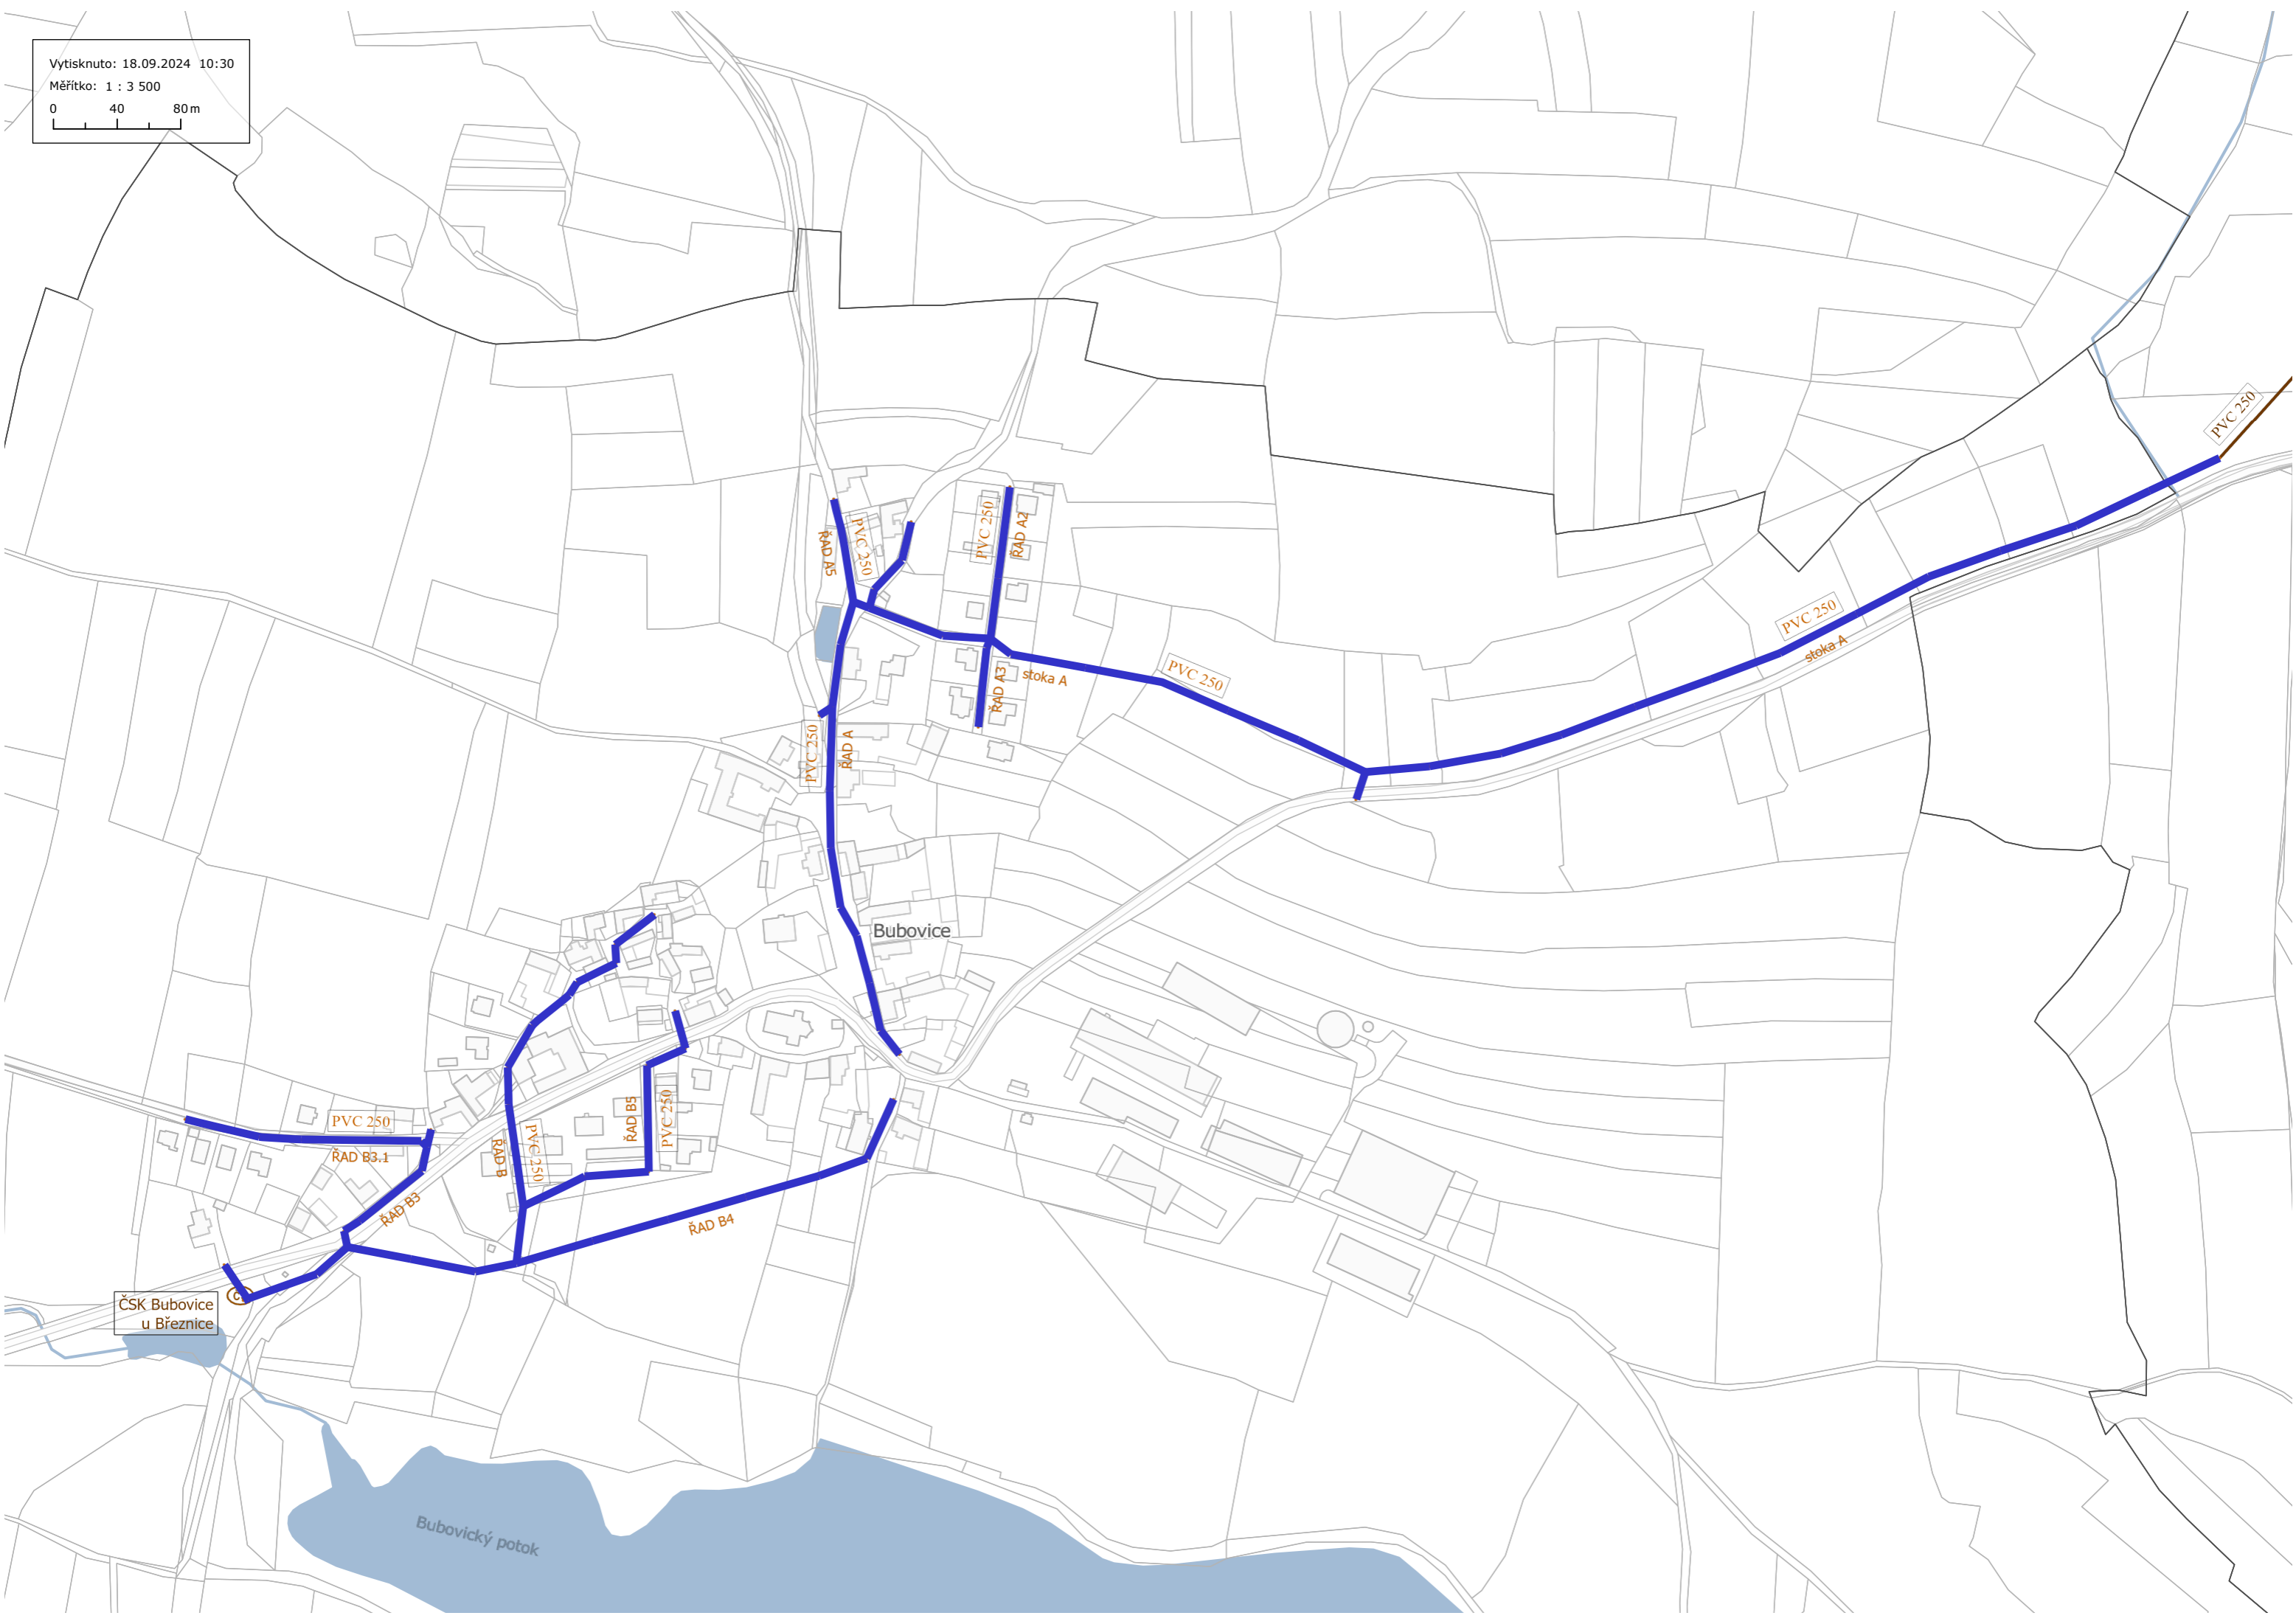 Vytisknuto: 18.09.2024 10:30
Měřítko: 1 : 3 500
0 40 80 m
PVC 250
ŘAD A5
PVC 250
PVC 250
ŘAD A2
PVC 250
stoka A
ŘAD A3
stoka A
PVC 250
PVC 250
ŘAD A
Bubovice
PVC 250
ŘAD B3.1
ŘAD B3
ŘAD B
PVC 250
ŘAD B5
PVC 250
ŘAD B4
ČSK Bubovice
u Březnice
Bubovický potok